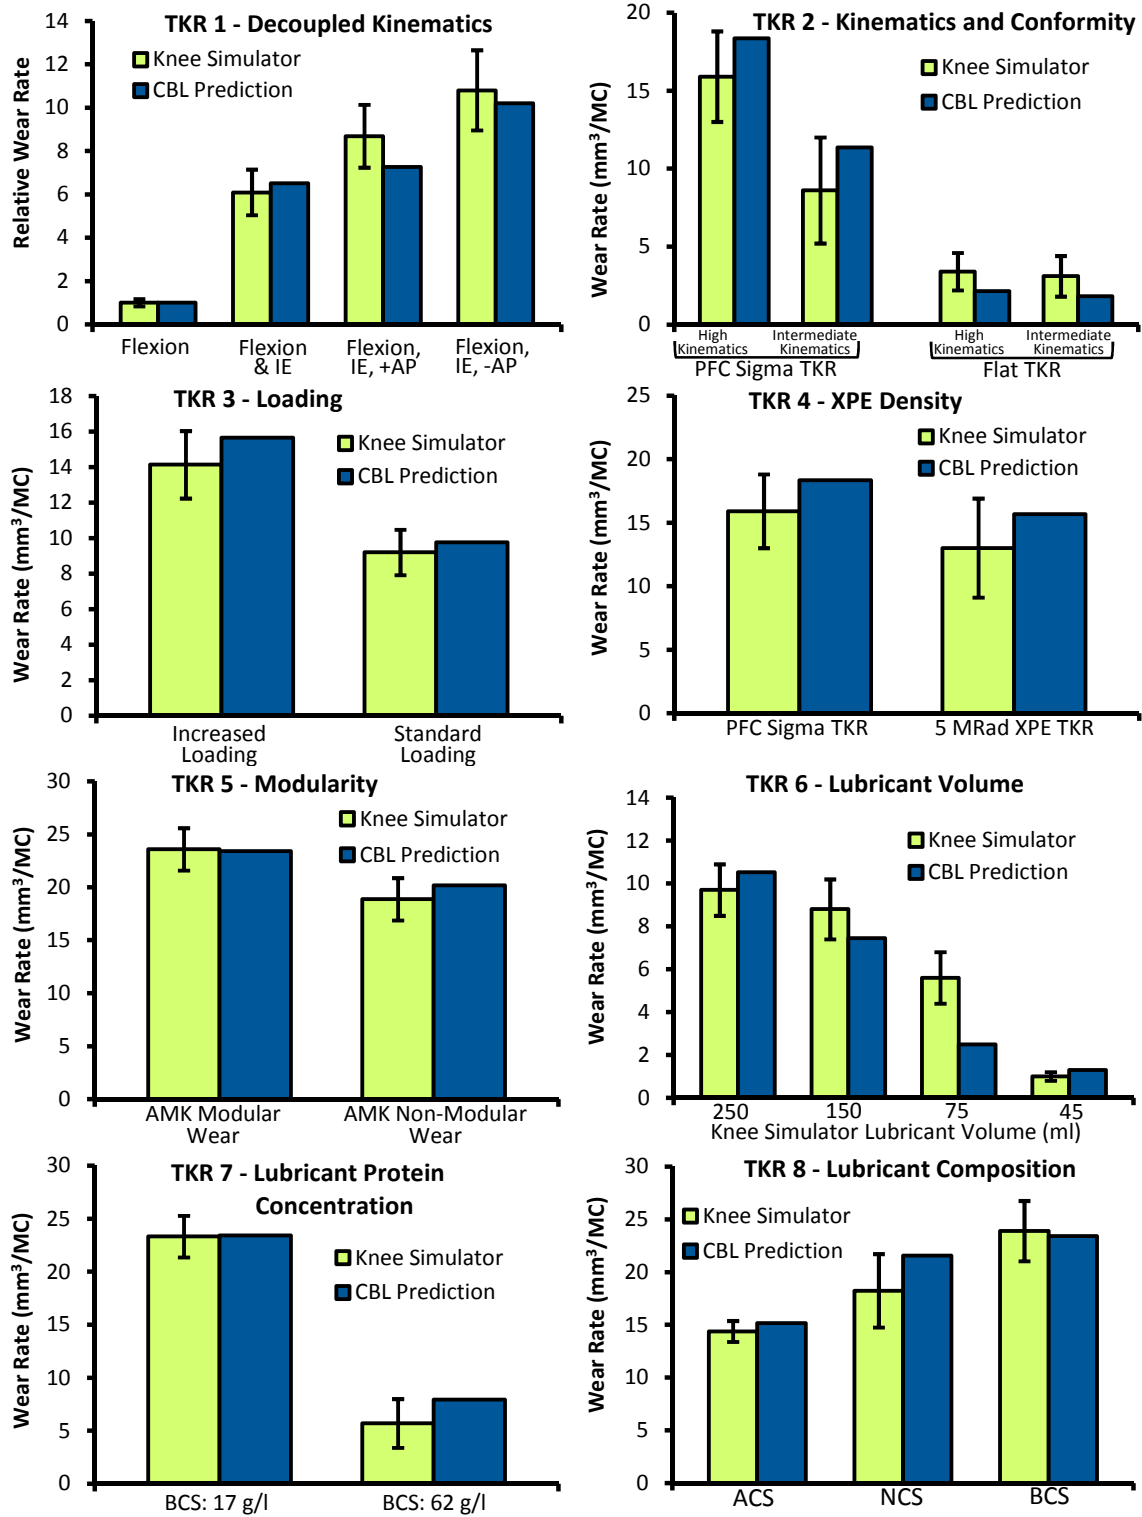 TKR 1 - Decoupled Kinematics
Knee Simulator
CBL Prediction
Relative Wear Rate
14
12
10
8
6
4
2
0
Flexion
Flexion
& IE
Flexion,
IE, +AP
Flexion,
IE, -AP
TKR 2 - Kinematics and Conformity
Knee Simulator
CBL Prediction
Wear Rate (mm³/MC)
20
15
10
5
0
High
Kinematics
Intermediate
Kinematics
High
Kinematics
Intermediate
Kinematics
PFC Sigma TKR
Flat TKR
TKR 3 - Loading
Knee Simulator
CBL Prediction
Wear Rate (mm³/MC)
18
16
14
12
10
8
6
4
2
0
Increased
Loading
Standard
Loading
TKR 4 - XPE Density
Knee Simulator
CBL Prediction
Wear Rate (mm³/MC)
25
20
15
10
5
0
PFC Sigma TKR
5 MRad XPE TKR
TKR 5 - Modularity
Knee Simulator
CBL Prediction
Wear Rate (mm³/MC)
30
25
20
15
10
5
0
AMK Modular
Wear
AMK Non-Modular
Wear
TKR 6 - Lubricant Volume
Knee Simulator
CBL Prediction
Wear Rate (mm³/MC)
14
12
10
8
6
4
2
0
250
150
75
45
Knee Simulator Lubricant Volume (ml)
TKR 7 - Lubricant Protein
Concentration
Knee Simulator
CBL Prediction
Wear Rate (mm³/MC)
30
25
20
15
10
5
0
BCS: 17 g/l
BCS: 62 g/l
TKR 8 - Lubricant Composition
Knee Simulator
CBL Prediction
Wear Rate (mm³/MC)
30
25
20
15
10
5
0
ACS
NCS
BCS